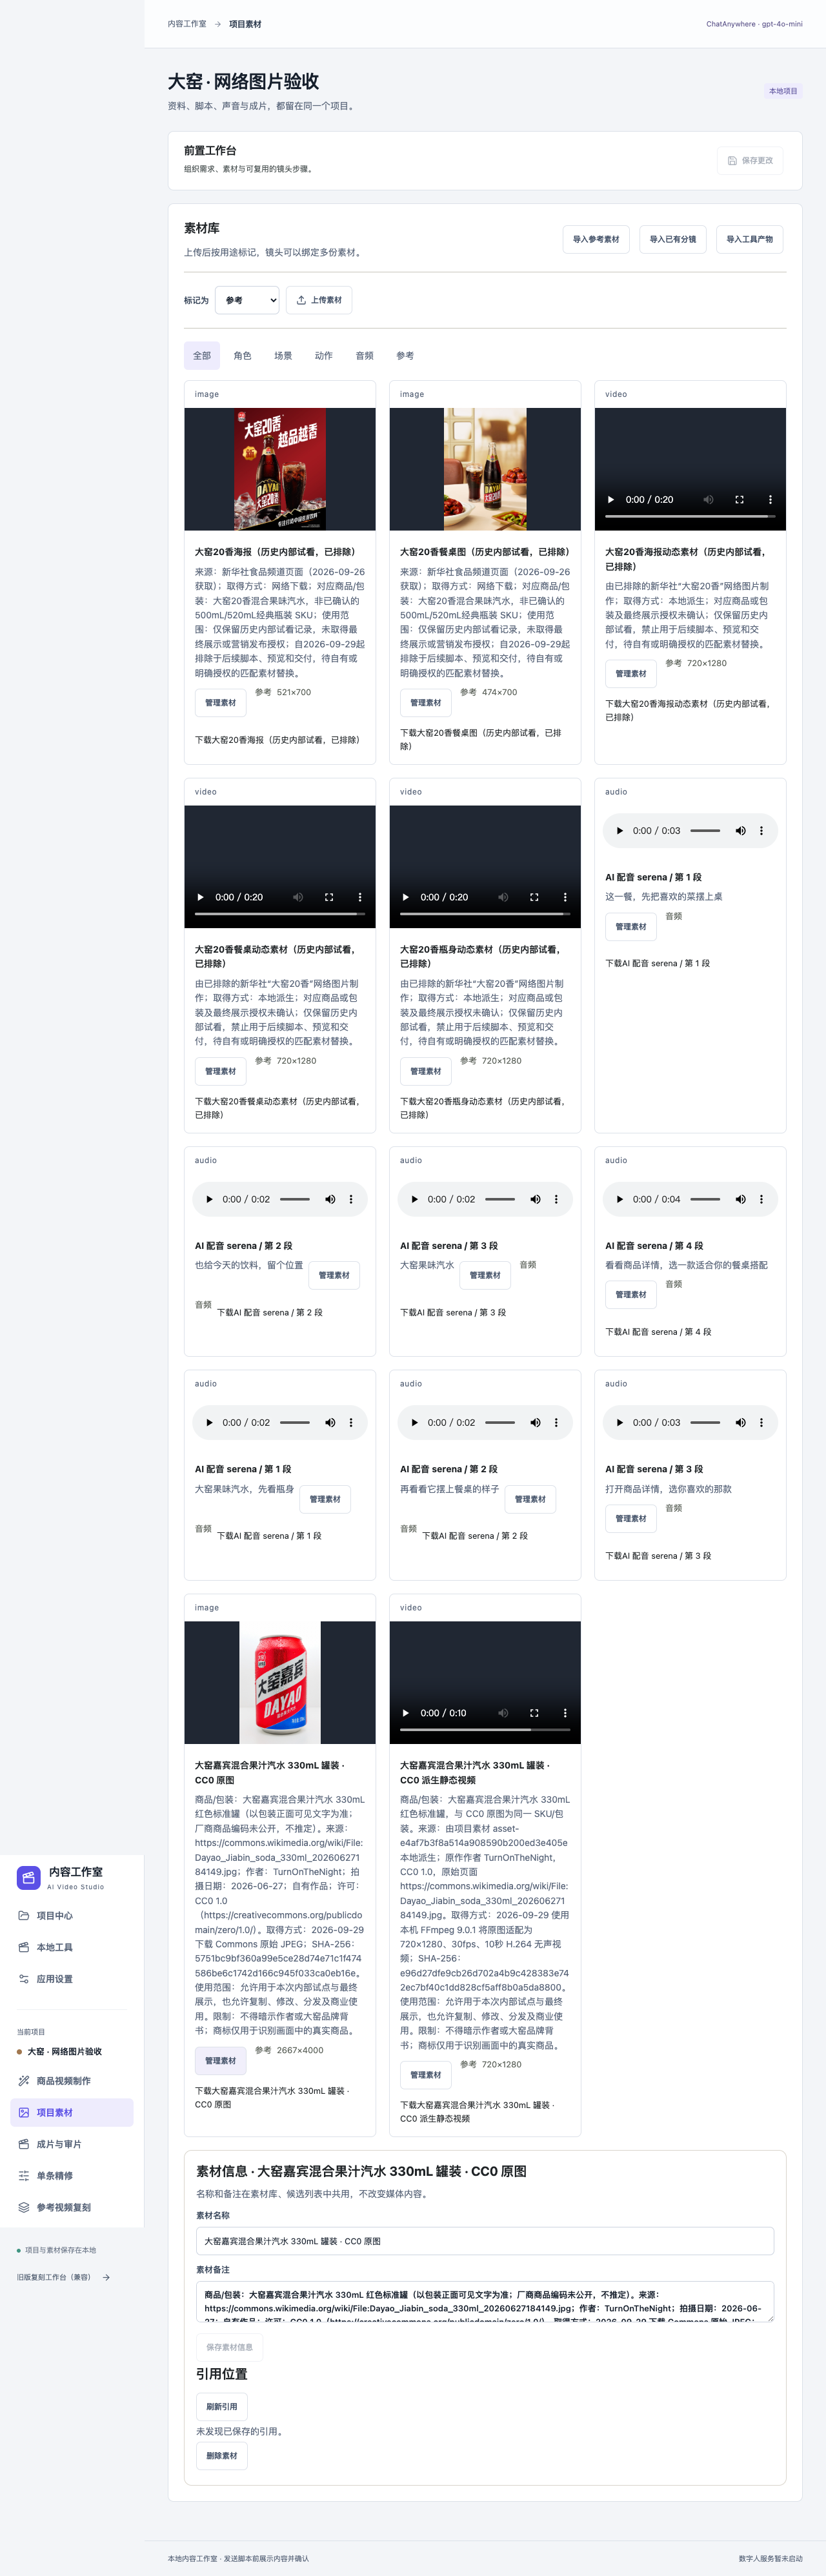 内容工作室 → 项目素材
ChatAnywhere · gpt-4o-mini
大窑 · 网络图片验收
资料、脚本、声音与成片，都留在同一个项目。
本地项目
前置工作台
组织需求、素材与可复用的镜头步骤。
保存更改
素材库
上传后按用途标记，镜头可以绑定多份素材。
导入参考素材
导入已有分镜
导入工具产物
标记为
参考
上传素材
全部
角色
场景
动作
音频
参考
image
大窑20香
越品越香
DAYAO
大窑20香
大窑20香海报（历史内部试看，已排除）
来源：新华社食品频道页面（2026-09-26
获取）；取得方式：网络下载；对应商品/包
装：大窑20香混合果味汽水，非已确认的
500mL/520mL经典瓶装 SKU；使用范
围：仅保留历史内部试看记录，未取得最
终展示或营销发布授权；自2026-09-29起
排除于后续脚本、预览和交付，待自有或
明确授权的匹配素材替换。
管理素材
参考 521×700
下载大窑20香海报（历史内部试看，已排除）
image
DAYAO
大窑20香餐桌图（历史内部试看，已排除）
来源：新华社食品频道页面（2026-09-26
获取）；取得方式：网络下载；对应商品/包
装：大窑20香混合果味汽水，非已确认的
500mL/520mL经典瓶装 SKU；使用范
围：仅保留历史内部试看记录，未取得最
终展示或营销发布授权；自2026-09-29起
排除于后续脚本、预览和交付，待自有或
明确授权的匹配素材替换。
管理素材
参考 474×700
下载大窑20香餐桌图（历史内部试看，已排
除）
video
0:00 / 0:20
大窑20香海报动态素材（历史内部试看，
已排除）
由已排除的新华社“大窑20香”网络图片制
作；取得方式：本地派生；对应商品或包
装及最终展示授权未确认；仅保留历史内
部试看，禁止用于后续脚本、预览和交
付，待自有或明确授权的匹配素材替换。
管理素材
参考 720×1280
下载大窑20香海报动态素材（历史内部试看，
已排除）
video
0:00 / 0:20
大窑20香餐桌动态素材（历史内部试看，
已排除）
由已排除的新华社“大窑20香”网络图片制
作；取得方式：本地派生；对应商品或包
装及最终展示授权未确认；仅保留历史内
部试看，禁止用于后续脚本、预览和交
付，待自有或明确授权的匹配素材替换。
管理素材
参考 720×1280
下载大窑20香餐桌动态素材（历史内部试看，
已排除）
video
0:00 / 0:20
大窑20香瓶身动态素材（历史内部试看，
已排除）
由已排除的新华社“大窑20香”网络图片制
作；取得方式：本地派生；对应商品或包
装及最终展示授权未确认；仅保留历史内
部试看，禁止用于后续脚本、预览和交
付，待自有或明确授权的匹配素材替换。
管理素材
参考 720×1280
下载大窑20香瓶身动态素材（历史内部试看，
已排除）
audio
0:00 / 0:03
AI 配音 serena / 第 1 段
这一餐，先把喜欢的菜摆上桌
管理素材
音频
下载AI 配音 serena / 第 1 段
audio
0:00 / 0:02
AI 配音 serena / 第 2 段
也给今天的饮料，留个位置
管理素材
音频
下载AI 配音 serena / 第 2 段
audio
0:00 / 0:02
AI 配音 serena / 第 3 段
大窑果味汽水
管理素材
音频
下载AI 配音 serena / 第 3 段
audio
0:00 / 0:04
AI 配音 serena / 第 4 段
看看商品详情，选一款适合你的餐桌搭配
管理素材
音频
下载AI 配音 serena / 第 4 段
audio
0:00 / 0:02
AI 配音 serena / 第 1 段
大窑果味汽水，先看瓶身
管理素材
音频
下载AI 配音 serena / 第 1 段
audio
0:00 / 0:02
AI 配音 serena / 第 2 段
再看看它摆上餐桌的样子
管理素材
音频
下载AI 配音 serena / 第 2 段
audio
0:00 / 0:03
AI 配音 serena / 第 3 段
打开商品详情，选你喜欢的那款
管理素材
音频
下载AI 配音 serena / 第 3 段
image
大窑嘉宾
DAYAO
大窑嘉宾混合果汁汽水 330mL 罐装 ·
CC0 原图
商品/包装：大窑嘉宾混合果汁汽水 330mL
红色标准罐（以包装正面可见文字为准；
厂商商品编码未公开，不推定）。来源：
https://commons.wikimedia.org/wiki/File:
Dayao_Jiabin_soda_330ml_202606271
84149.jpg；作者：TurnOnTheNight；拍
摄日期：2026-06-27；自有作品；许可：
CC0 1.0
（https://creativecommons.org/publicdo
main/zero/1.0/）。取得方式：2026-09-29
下载 Commons 原始 JPEG；SHA-256：
5751bc9bf360a99e5ce28d74e71c1f474
586be6c1742d166c945f033ca0eb16e。
使用范围：允许用于本次内部试点与最终
展示，也允许复制、修改、分发及商业使
用。限制：不得暗示作者或大窑品牌背
书；商标仅用于识别画面中的真实商品。
管理素材
参考 2667×4000
下载大窑嘉宾混合果汁汽水 330mL 罐装 ·
CC0 原图
video
0:00 / 0:10
大窑嘉宾混合果汁汽水 330mL 罐装 ·
CC0 派生静态视频
商品/包装：大窑嘉宾混合果汁汽水 330mL
红色标准罐，与 CC0 原图为同一 SKU/包
装。来源：由项目素材 asset-
e4af7b3f8a514a908590b200ed3e405e
本地派生；原作作者 TurnOnTheNight，
CC0 1.0，原始页面
https://commons.wikimedia.org/wiki/File:
Dayao_Jiabin_soda_330ml_202606271
84149.jpg。取得方式：2026-09-29 使用
本机 FFmpeg 9.0.1 将原图适配为
720×1280、30fps、10秒 H.264 无声视
频；SHA-256：
e96d27dfe9cb26d702a4b9c428383e74
2ec7bf40c1dd828cf5aff8b0a5da8800。
使用范围：允许用于本次内部试点与最终
展示，也允许复制、修改、分发及商业使
用。限制：不得暗示作者或大窑品牌背
书；商标仅用于识别画面中的真实商品。
管理素材
参考 720×1280
下载大窑嘉宾混合果汁汽水 330mL 罐装 ·
CC0 派生静态视频
内容工作室
AI Video Studio
项目中心
本地工具
应用设置
当前项目
大窑 · 网络图片验收
商品视频制作
项目素材
成片与审片
单条精修
参考视频复刻
项目与素材保存在本地
旧版复刻工作台（兼容） →
素材信息 · 大窑嘉宾混合果汁汽水 330mL 罐装 · CC0 原图
名称和备注在素材库、候选列表中共用，不改变媒体内容。
素材名称
大窑嘉宾混合果汁汽水 330mL 罐装 · CC0 原图
素材备注
商品/包装：大窑嘉宾混合果汁汽水 330mL 红色标准罐（以包装正面可见文字为准；厂商商品编码未公开，不推定）。来源：
https://commons.wikimedia.org/wiki/File:Dayao_Jiabin_soda_330ml_20260627184149.jpg；作者：TurnOnTheNight；拍摄日期：2026-06-
27；自有作品；许可：CC0 1.0（https://creativecommons.org/publicdomain/zero/1.0/）。取得方式：2026-09-29 下载 Commons 原始 JPEG；
保存素材信息
引用位置
刷新引用
未发现已保存的引用。
删除素材
本地内容工作室 · 发送脚本前展示内容并确认
数字人服务暂未启动